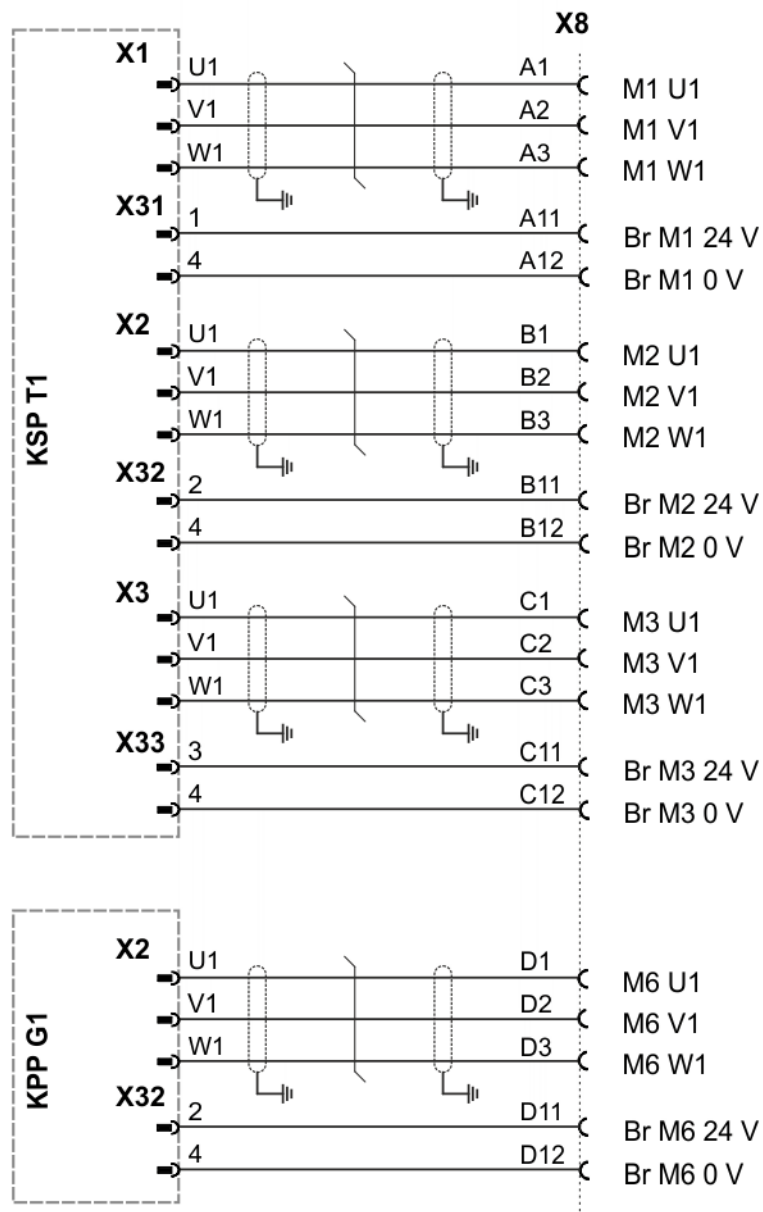 X8
X1
U1 A1 M1 U1
V1 A2 M1 V1
W1 A3 M1 W1
X31
1 A11 Br M1 24 V
4 A12 Br M1 0 V
X2
U1 B1 M2 U1
V1 B2 M2 V1
W1 B3 M2 W1
KSP T1
X32
2 B11 Br M2 24 V
4 B12 Br M2 0 V
X3
U1 C1 M3 U1
V1 C2 M3 V1
W1 C3 M3 W1
X33
3 C11 Br M3 24 V
4 C12 Br M3 0 V
X2
U1 D1 M6 U1
V1 D2 M6 V1
W1 D3 M6 W1
KPP G1
X32
2 D11 Br M6 24 V
4 D12 Br M6 0 V